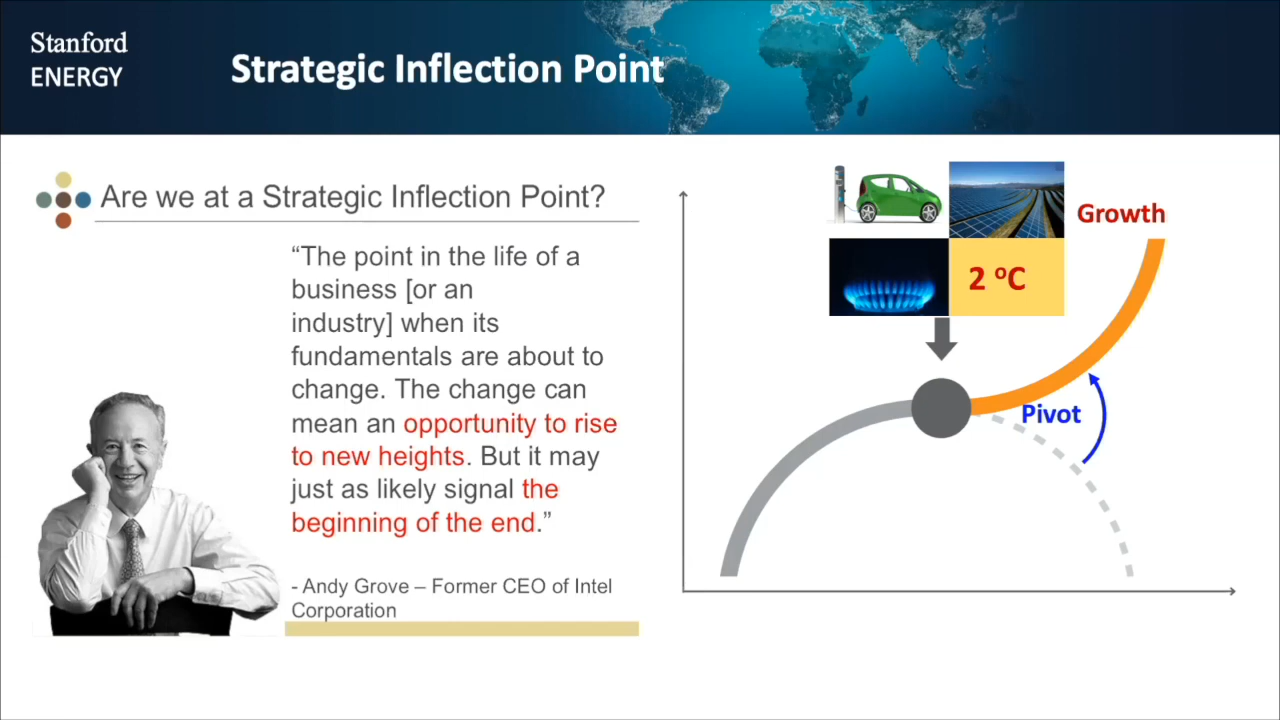 Stanford
ENERGY
Strategic Inflection Point
Are we at a Strategic Inflection Point?
“The point in the life of a
business [or an
industry] when its
fundamentals are about to
change. The change can
mean an opportunity to rise
to new heights. But it may
just as likely signal the
beginning of the end.”
- Andy Grove – Former CEO of Intel
Corporation
Growth
2 °C
Pivot